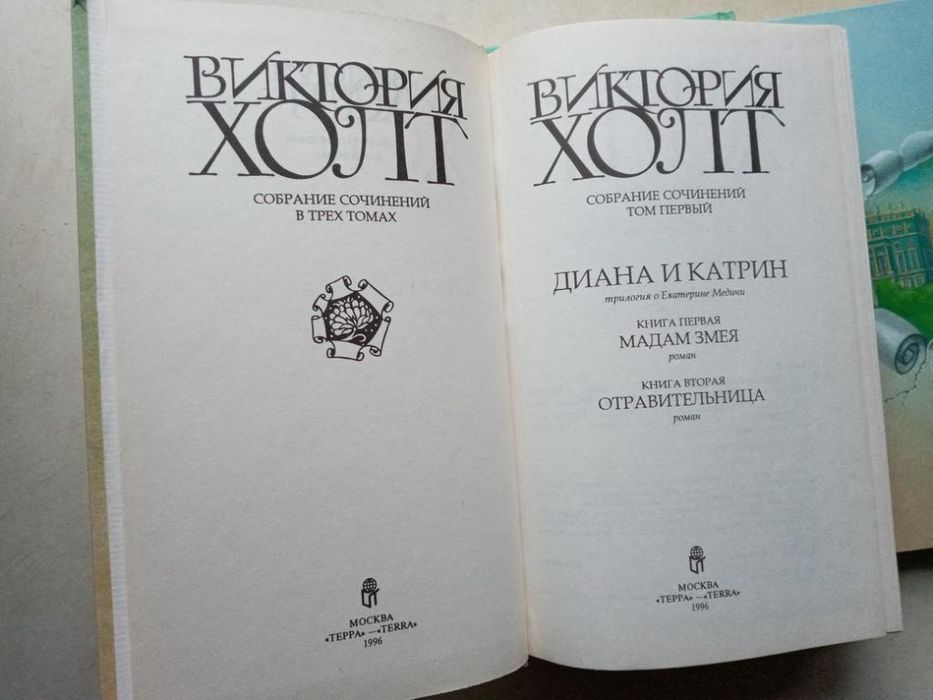 ВИКТОРИЯ
ХОЛТ
СОБРАНИЕ СОЧИНЕНИЙ
В ТРЕХ ТОМАХ
МОСКВА
«ТЕРРА» —«TERRA»
1996
ВИКТОРИЯ
ХОЛТ
СОБРАНИЕ СОЧИНЕНИЙ
ТОМ ПЕРВЫЙ
ДИАНА И КАТРИН
трилогия о Екатерине Медичи
КНИГА ПЕРВАЯ
МАДАМ ЗМЕЯ
роман
КНИГА ВТОРАЯ
ОТРАВИТЕЛЬНИЦА
роман
МОСКВА
«ТЕРРА» —«TERRA»
1996